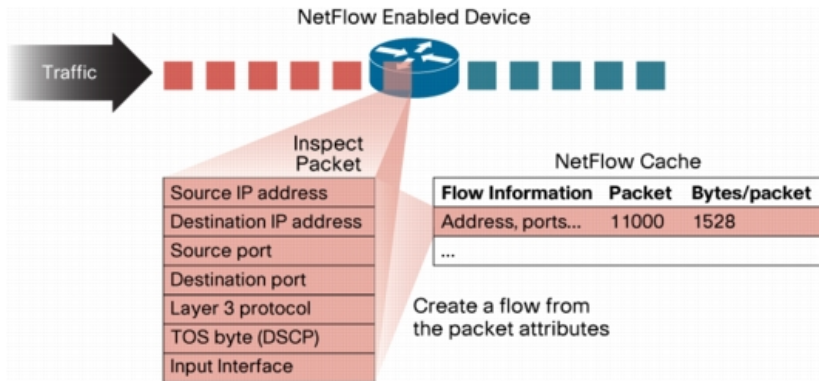 NetFlow Enabled Device
Traffic
Inspect
Packet
Source IP address
Destination IP address
Source port
Destination port
Layer 3 protocol
TOS byte (DSCP)
Input Interface
NetFlow Cache
Flow Information Packet Bytes/packet
Address, ports... 11000 1528
...
Create a flow from
the packet attributes